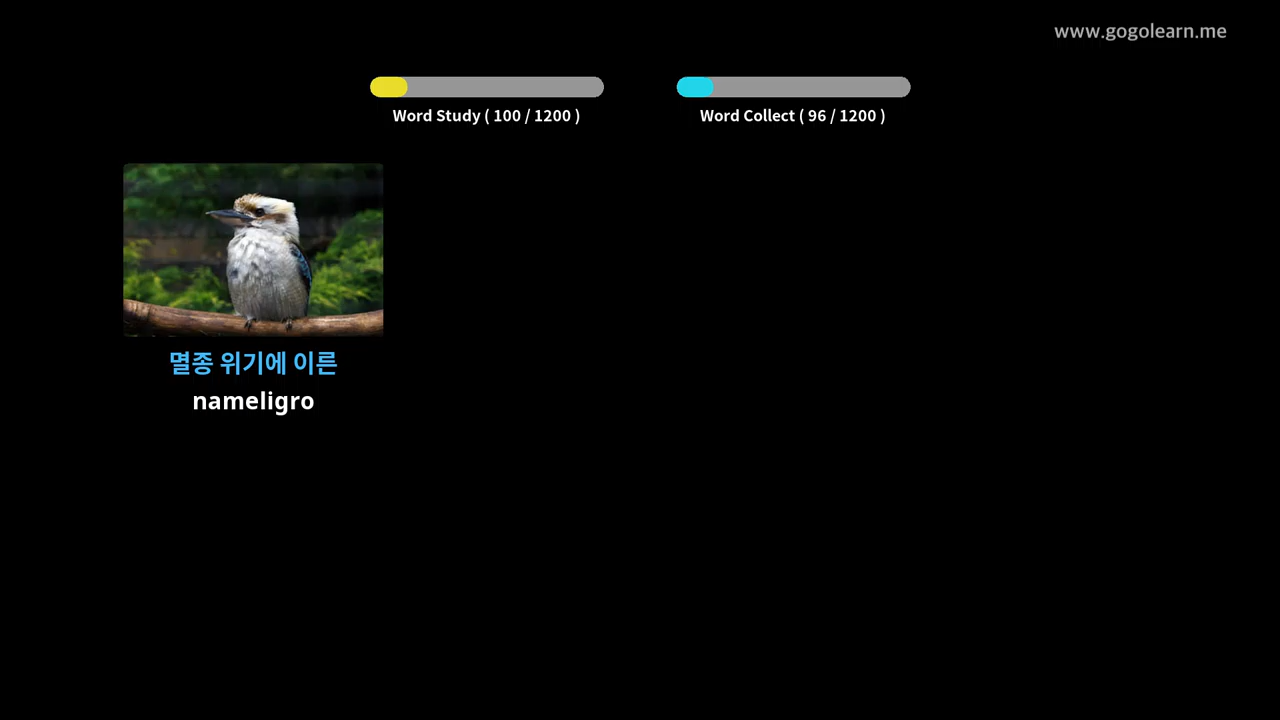 www.gogolearn.me
Word Study ( 100 / 1200 )
Word Collect ( 96 / 1200 )
멸종 위기에 이른
nameligro